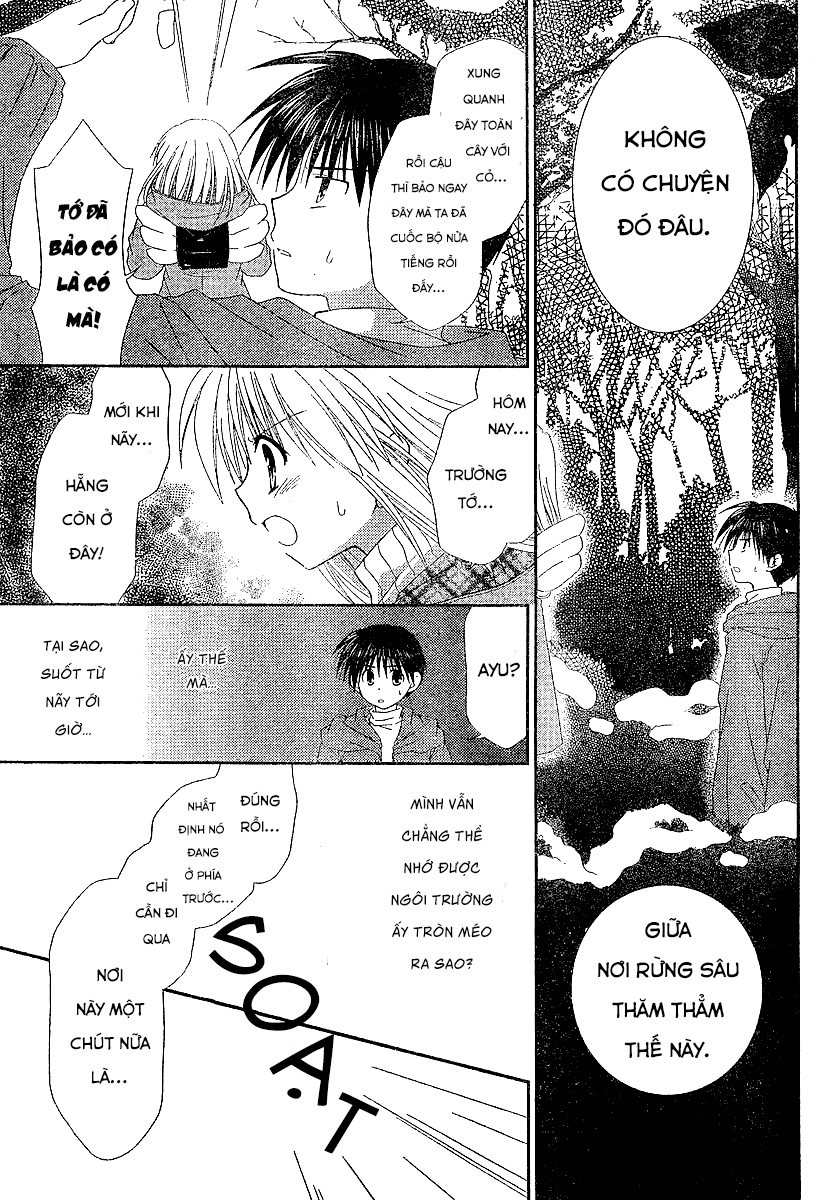 KHÔNG
CÓ CHUYỆN
ĐÓ ĐÂU.
GIỮA
NƠI RỪNG SÂU
THĂM THẲM
THẾ NÀY.
XUNG
QUANH
ĐÂY TOÀN
CÂY VỚI
CỎ...
RỒI CẬU
THÌ BẢO NGAY
ĐÂY MÀ TA ĐÃ
CUỐC BỘ NỬA
TIẾNG RỒI
ĐẤY...
TỚ ĐÃ
BẢO CÓ
LÀ CÓ
MÀ!
HÔM
NAY...
TRƯỜNG
TỚ...
MỚI KHI
NÃY...
HẴNG
CÒN Ở
ĐÂY!
AYU?
ẤY THẾ
MÀ...
TẠI SAO,
SUỐT TỪ
NÃY TỚI
GIỜ...
MÌNH VẪN
CHẲNG THỂ
NHỚ ĐƯỢC
NGÔI TRƯỜNG
ẤY TRÒN MÉO
RA SAO?
ĐÚNG
RỒI...
NHẤT
ĐỊNH NÓ
ĐANG
Ở PHÍA
TRƯỚC...
CHỈ
CẦN ĐI
QUA
NƠI
NÀY MỘT
CHÚT NỮA
LÀ...
SOẠT